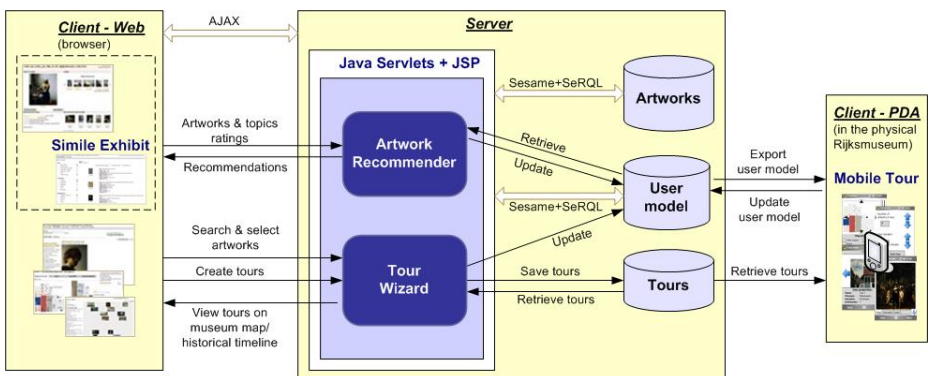 Client - Web
(browser)
Simile Exhibit
AJAX
Artworks & topics
ratings
Recommendations
Search & select
artworks
Create tours
View tours on
museum map/
historical timeline
Server
Java Servlets + JSP
Artwork
Recommender
Tour
Wizard
Sesame+SeRQL
Retrieve
Update
Sesame+SeRQL
Update
Save tours
Retrieve tours
Artworks
User
model
Tours
Export
user model
Update
user model
Retrieve tours
Client - PDA
(in the physical
Rijksmuseum)
Mobile Tour